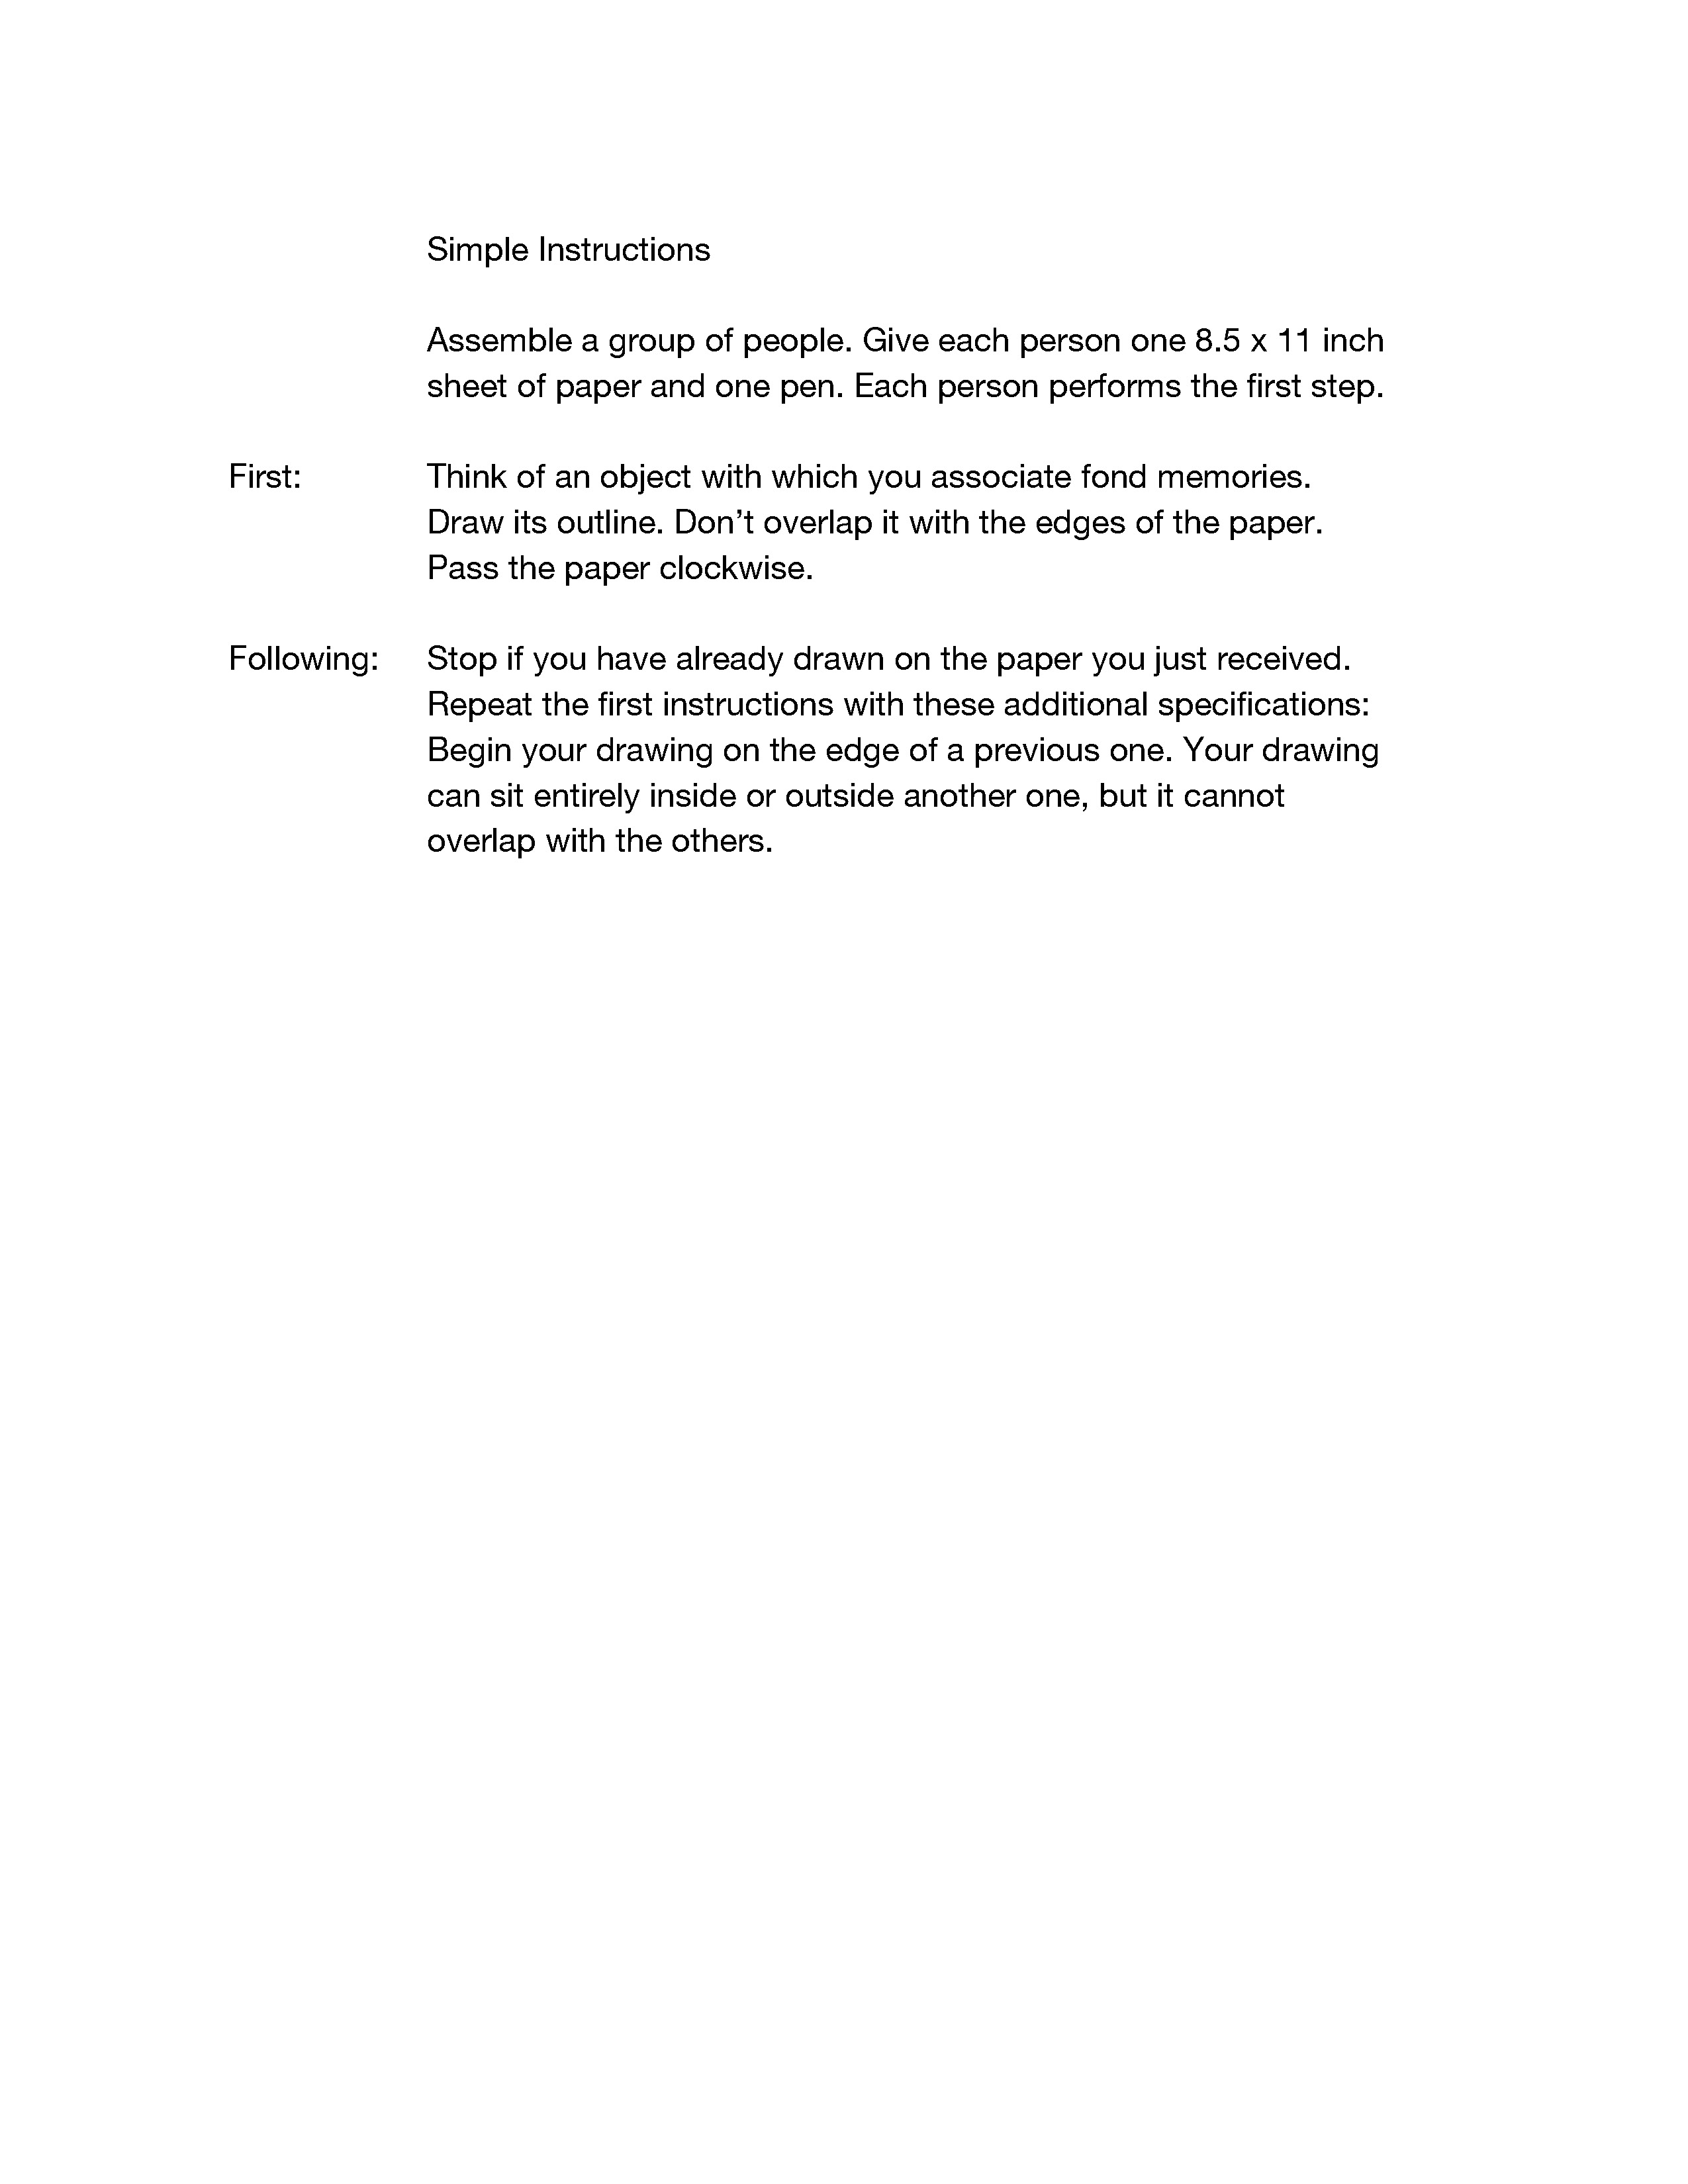 Simple Instructions
Assemble a group of people. Give each person one 8.5 x 11 inch
sheet of paper and one pen. Each person performs the first step.
First: Think of an object with which you associate fond memories.
Draw its outline. Don’t overlap it with the edges of the paper.
Pass the paper clockwise.
Following: Stop if you have already drawn on the paper you just received.
Repeat the first instructions with these additional specifications:
Begin your drawing on the edge of a previous one. Your drawing
can sit entirely inside or outside another one, but it cannot
overlap with the others.